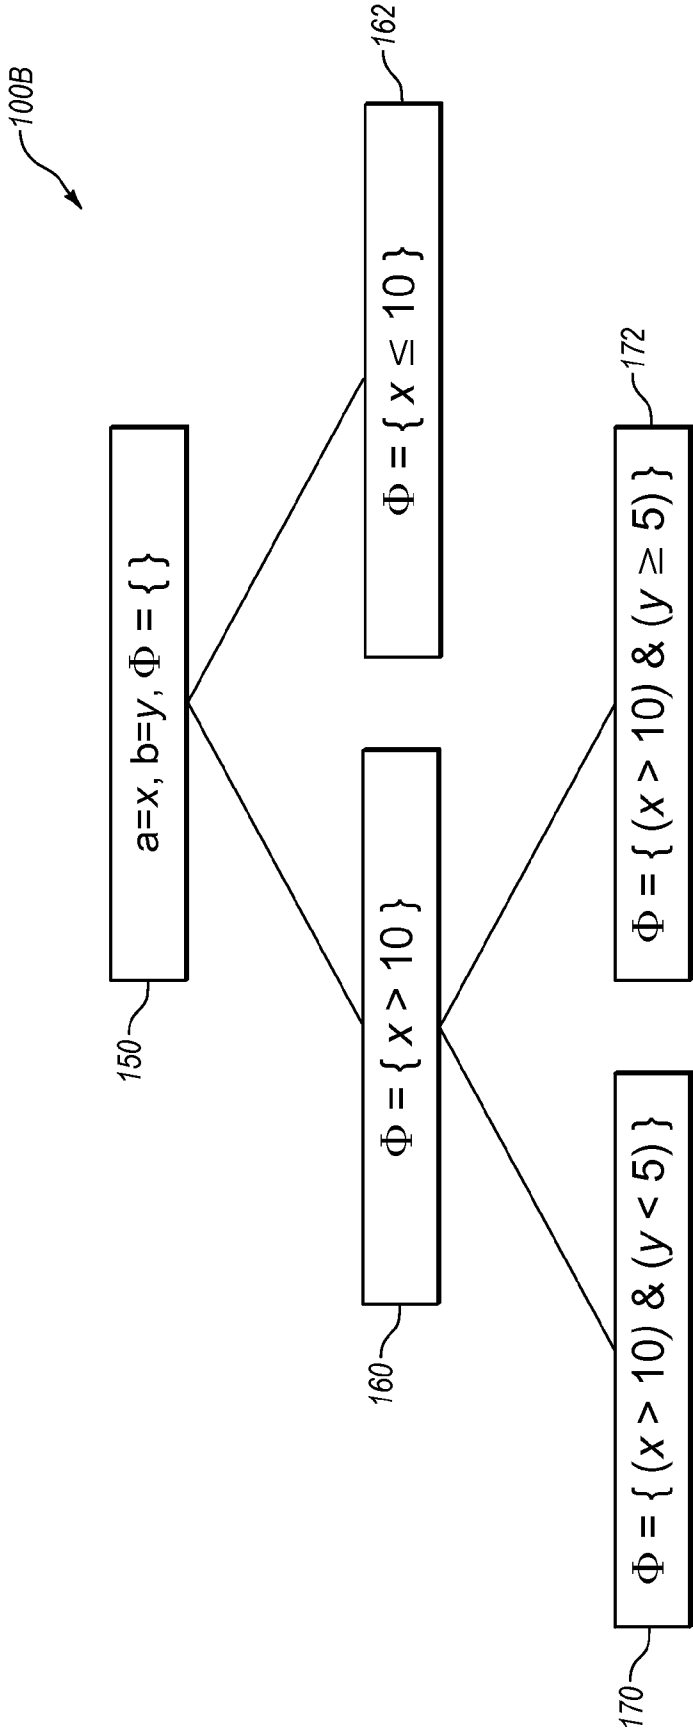 100B
150
a=x, b=y, Φ = { }
160
Φ = { x > 10 }
162
Φ = { x ≤ 10 }
170
Φ = { (x > 10) & (y < 5) }
172
Φ = { (x > 10) & (y ≥ 5) }